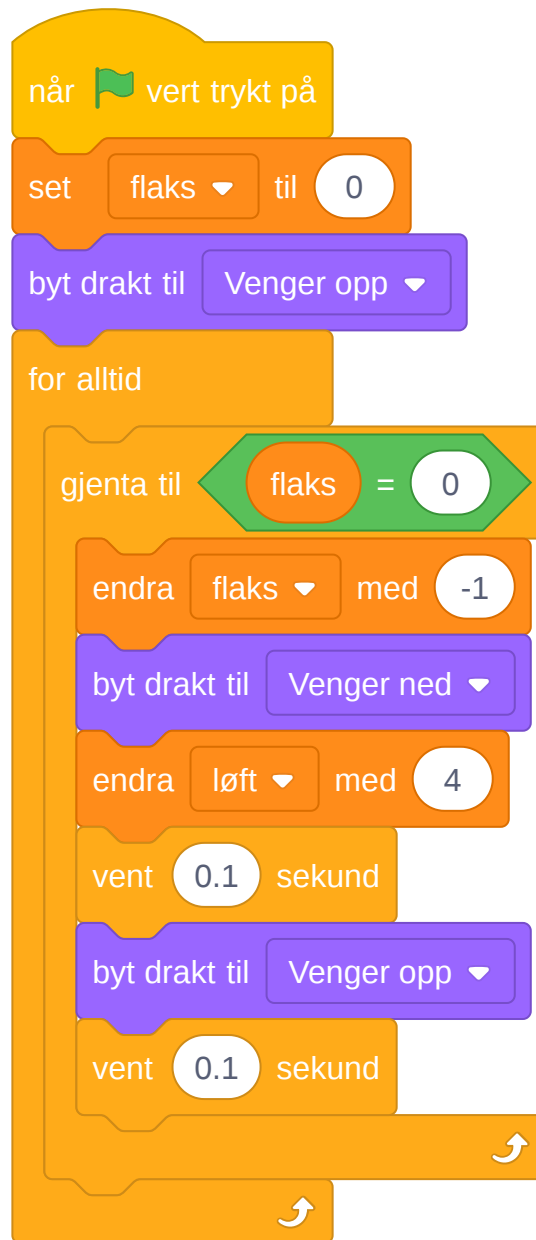 når vert trykt på
set flaks til 0
byt drakt til Venger opp
for alltid
gjenta til flaks = 0
endra flaks med -1
byt drakt til Venger ned
endra løft med 4
vent 0.1 sekund
byt drakt til Venger opp
vent 0.1 sekund